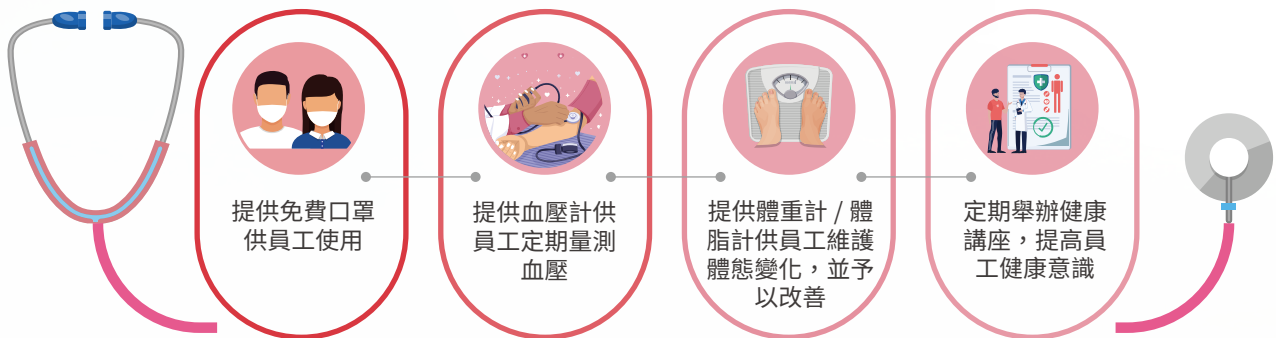 提供免費口罩
供員工使用
提供血壓計供
員工定期量測
血壓
提供體重計 / 體
脂計供員工維護
體態變化，並予
以改善
定期舉辦健康
講座，提高員
工健康意識